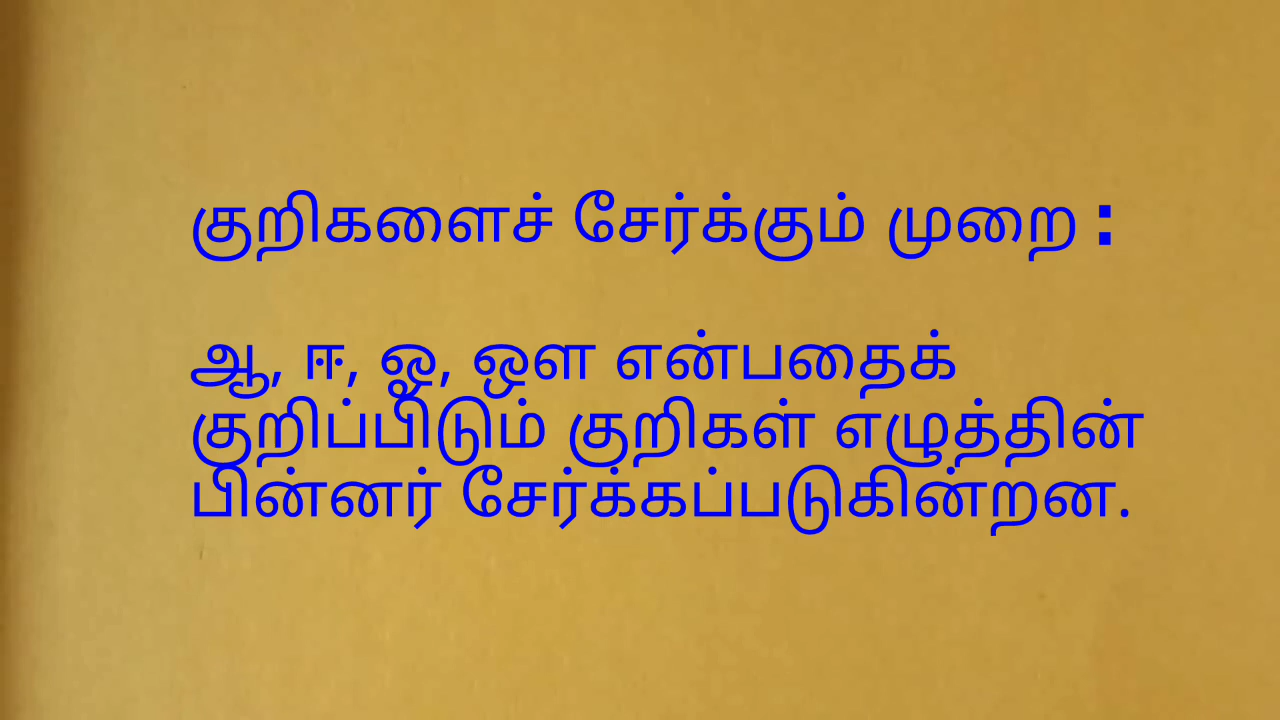 குறிகளைச் சேர்க்கும் முறை :
ஆ, ஈ, ஓ, ஔ என்பதைக்
குறிப்பிடும் குறிகள் எழுத்தின்
பின்னர் சேர்க்கப்படுகின்றன.